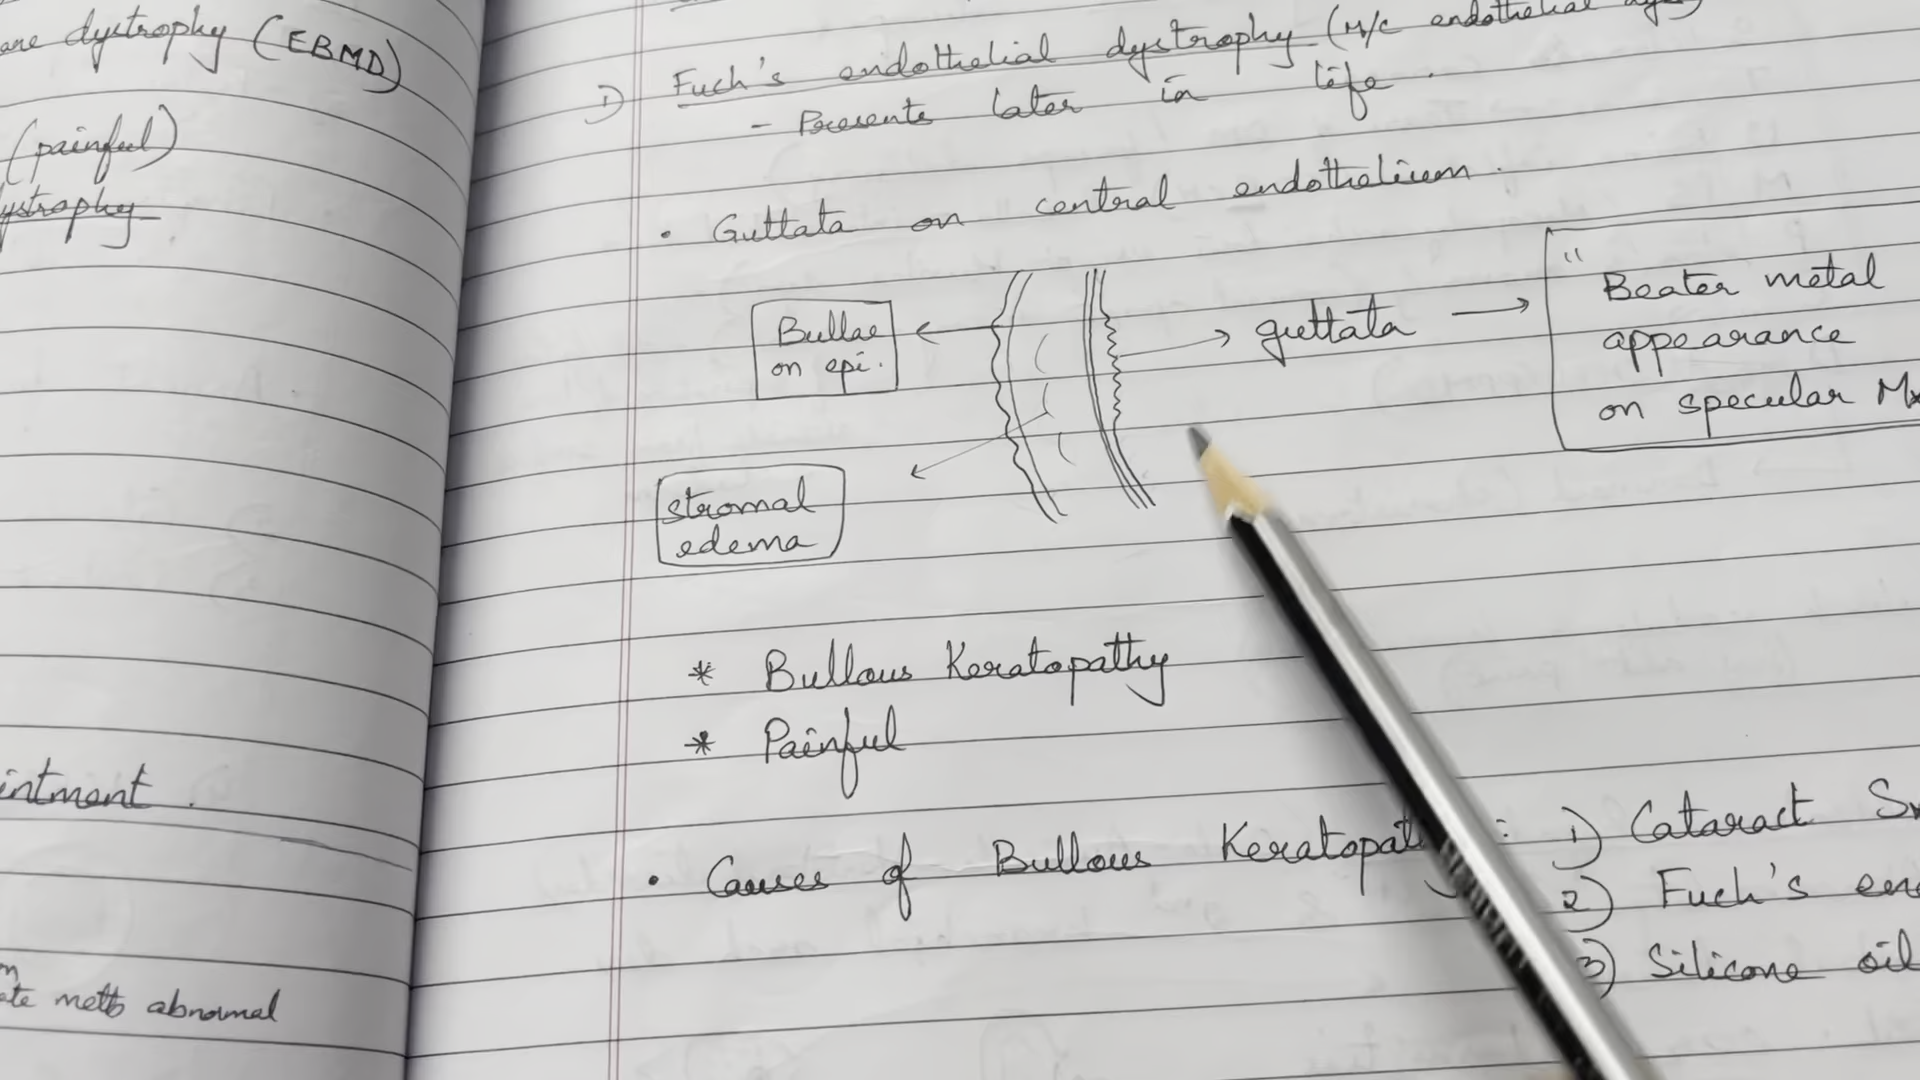 ane dystrophy (EBMD)
(painful)
ystrophy
intment.
ate metb abnormal
1) Fuch's endothelial dystrophy (M/c endothelial
- Presents later in life.
• Guttata on central endothelium.
Bullae
on epi.
guttata
"Beaten metal
appearance
on specular Mx
stromal
edema
* Bullous Keratopathy
* Painful
• Causes of Bullous Keratopat : 1) Cataract
2) Fuch's
3) Silicone oil